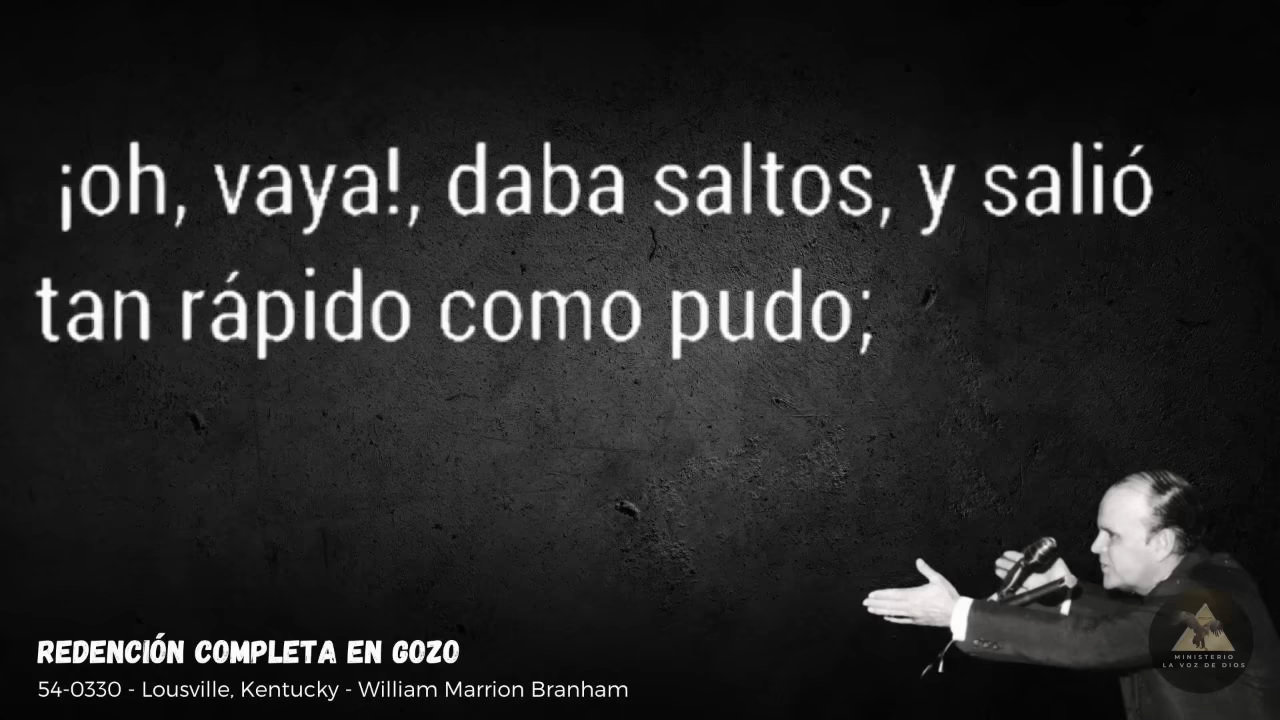 ¡oh, vaya!, daba saltos, y salió
tan rápido como pudo;
REDENCIÓN COMPLETA EN GOZO
54-0330 - Lousville, Kentucky - William Marrion Branham
MINISTERIO
LA VOZ DE DIOS